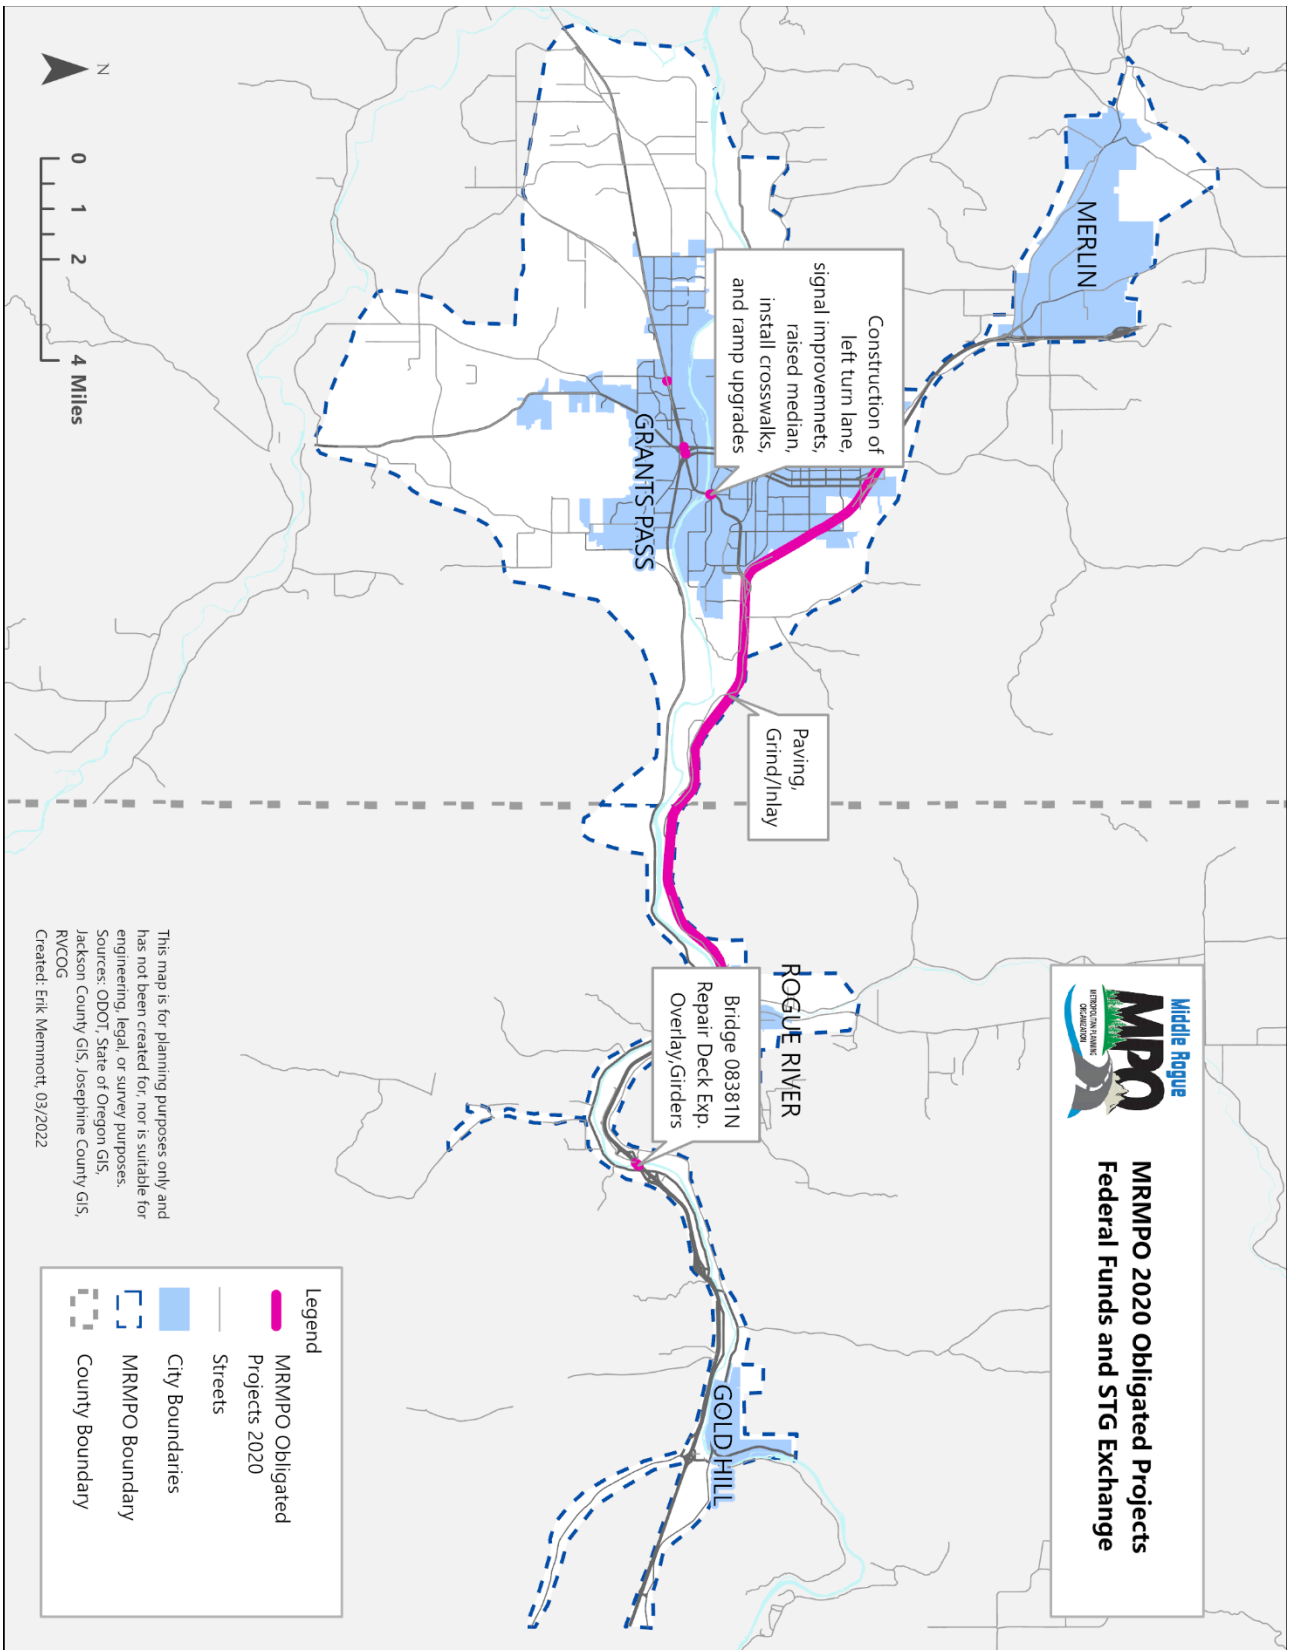 Middle Rogue
MPO
METROPOLITAN PLANNING
ORGANIZATION
MRMPO 2020 Obligated Projects
Federal Funds and STG Exchange
MERLIN
Construction of
left turn lane,
signal improvemnets,
raised median,
install crosswalks,
and ramp upgrades
GRANTS PASS
Paving,
Grind/Inlay
ROGUE RIVER
Bridge 08381N
Repair Deck Exp.
Overlay,Girders
GOLD HILL
N
0 1 2 4 Miles
This map is for planning purposes only and
has not been created for, nor is suitable for
engineering, legal, or survey purposes.
Sources: ODOT, State of Oregon GIS,
Jackson County GIS, Josephine County GIS,
RVCOG
Created: Erik Memmott, 03/2022
Legend
MRMPO Obligated
Projects 2020
Streets
City Boundaries
MRMPO Boundary
County Boundary